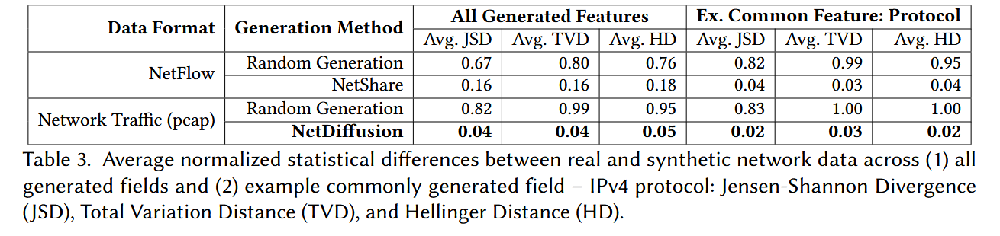 Data Format Generation Method All Generated Features Ex. Common Feature: Protocol
Avg. JSD Avg. TVD Avg. HD Avg. JSD Avg. TVD Avg. HD
NetFlow Random Generation 0.67 0.80 0.76 0.82 0.99 0.95
NetShare 0.16 0.16 0.18 0.04 0.03 0.04
Network Traffic (pcap) Random Generation 0.82 0.99 0.95 0.83 1.00 1.00
NetDiffusion 0.04 0.04 0.05 0.02 0.03 0.02
Table 3. Average normalized statistical differences between real and synthetic network data across (1) all
generated fields and (2) example commonly generated field – IPv4 protocol: Jensen-Shannon Divergence
(JSD), Total Variation Distance (TVD), and Hellinger Distance (HD).